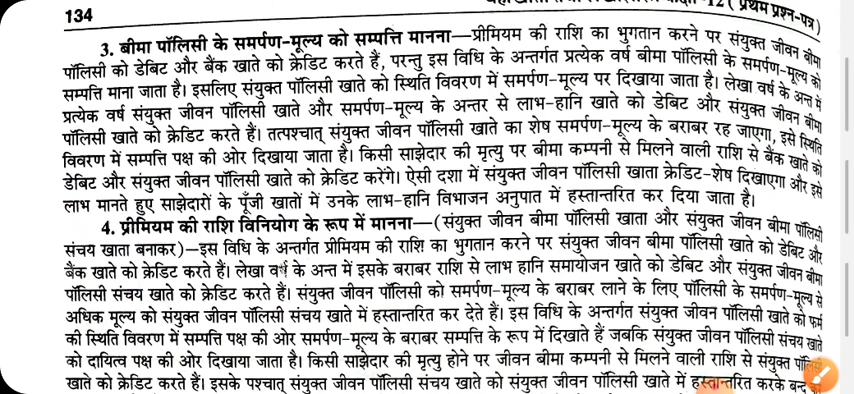 134
-12 ( प्रथम प्रश्न-पत्र)
3. बीमा पॉलिसी के समर्पण-मूल्य को सम्पत्ति मानना—प्रीमियम की राशि का भुगतान करने पर संयुक्त जीवन बीमा
पॉलिसी को डेबिट और बैंक खाते को क्रेडिट करते हैं, परन्तु इस विधि के अन्तर्गत प्रत्येक वर्ष बीमा पॉलिसी के समर्पण-मूल्य को
सम्पत्ति माना जाता है। इसलिए संयुक्त पॉलिसी खाते को स्थिति विवरण में समर्पण-मूल्य पर दिखाया जाता है। लेखा वर्ष के अन्त में
प्रत्येक वर्ष संयुक्त जीवन पॉलिसी खाते और समर्पण-मूल्य के अन्तर से लाभ-हानि खाते को डेबिट और संयुक्त जीवन बीमा
पॉलिसी खाते को क्रेडिट करते हैं। तत्पश्चात् संयुक्त जीवन पॉलिसी खाते का शेष समर्पण-मूल्य के बराबर रह जाएगा, इसे स्थिति
विवरण में सम्पत्ति पक्ष की ओर दिखाया जाता है। किसी साझेदार की मृत्यु पर बीमा कम्पनी से मिलने वाली राशि से बैंक खाते को
डेबिट और संयुक्त जीवन पॉलिसी खाते को क्रेडिट करेंगे। ऐसी दशा में संयुक्त जीवन पॉलिसी खाता क्रेडिट-शेष दिखाएगा और इसे
लाभ मानते हुए साझेदारों के पूँजी खातों में उनके लाभ-हानि विभाजन अनुपात में हस्तान्तरित कर दिया जाता है।
4. प्रीमियम की राशि विनियोग के रूप में मानना—(संयुक्त जीवन बीमा पॉलिसी खाता और संयुक्त जीवन बीमा पॉलिसी
संचय खाता बनाकर)—इस विधि के अन्तर्गत प्रीमियम की राशि का भुगतान करने पर संयुक्त जीवन बीमा पॉलिसी खाते को डेबिट और
बैंक खाते को क्रेडिट करते हैं। लेखा वर्ष के अन्त में इसके बराबर राशि से लाभ हानि समायोजन खाते को डेबिट और संयुक्त जीवन बीमा
पॉलिसी संचय खाते को क्रेडिट करते हैं। संयुक्त जीवन पॉलिसी को समर्पण-मूल्य के बराबर लाने के लिए पॉलिसी के समर्पण-मूल्य से
अधिक मूल्य को संयुक्त जीवन पॉलिसी संचय खाते में हस्तान्तरित कर देते हैं। इस विधि के अन्तर्गत संयुक्त जीवन पॉलिसी खाते को फर्म
की स्थिति विवरण में सम्पत्ति पक्ष की ओर समर्पण-मूल्य के बराबर सम्पत्ति के रूप में दिखाते हैं जबकि संयुक्त जीवन पॉलिसी संचय खाते
को दायित्व पक्ष की ओर दिखाया जाता है। किसी साझेदार की मृत्यु होने पर जीवन बीमा कम्पनी से मिलने वाली राशि से संयुक्त
खाते को क्रेडिट करते हैं। इसके पश्चात् संयुक्त जीवन पॉलिसी संचय खाते को संयुक्त जीवन पॉलिसी खाते में हस्तान्तरित करके बन्द